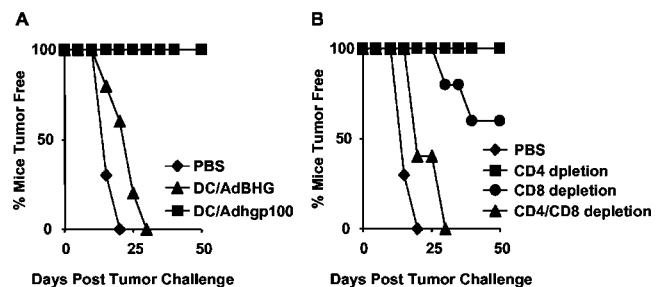 A
% Mice Tumor Free
100
50
0
0
25
50
PBS
DC/AdBHG
DC/Adhgp100
Days Post Tumor Challenge
B
% Mice Tumor Free
100
50
0
0
25
50
PBS
CD4 dpletion
CD8 depletion
CD4/CD8 depletion
Days Post Tumor Challenge